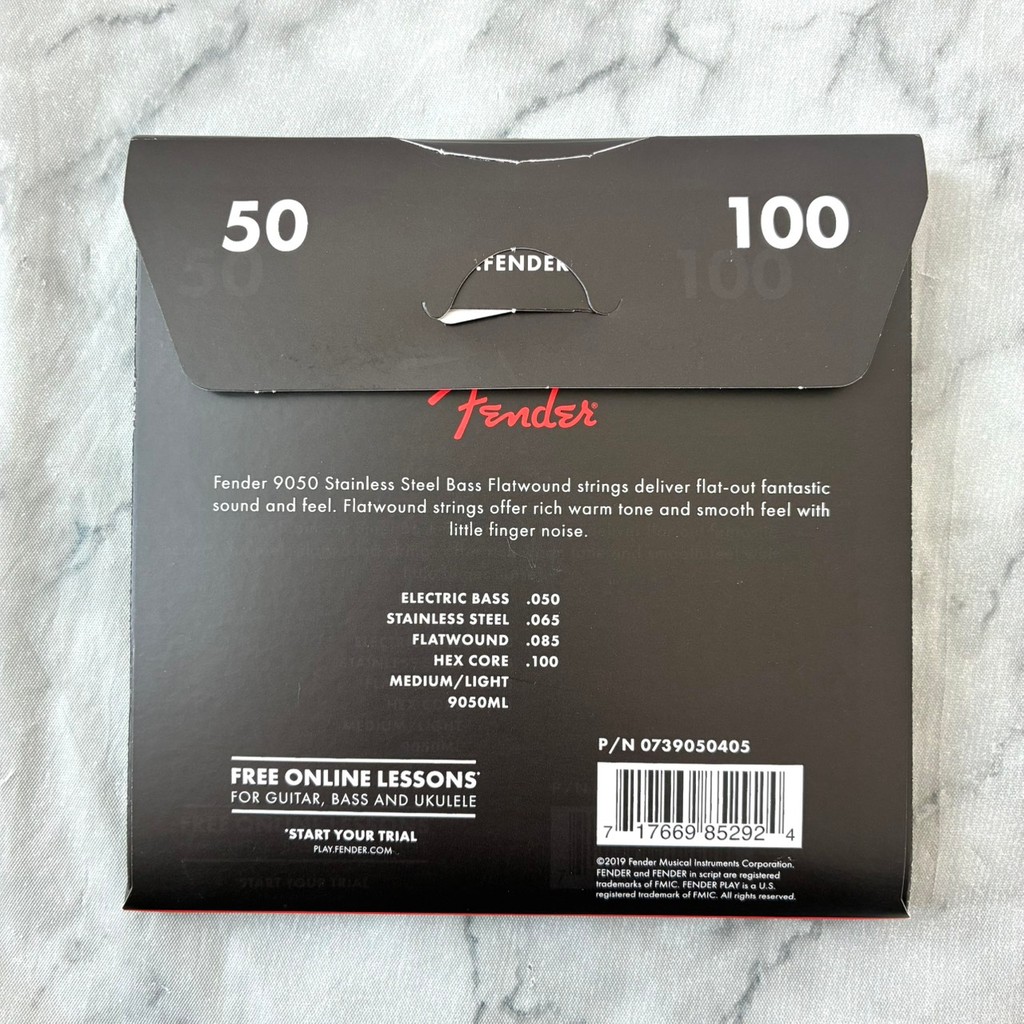 50
100
FENDER
Fender®
Fender 9050 Stainless Steel Bass Flatwound strings deliver flat-out fantastic
sound and feel. Flatwound strings offer rich warm tone and smooth feel with
little finger noise.
ELECTRIC BASS .050
STAINLESS STEEL .065
FLATWOUND .085
HEX CORE .100
MEDIUM/LIGHT
9050ML
P/N 0739050405
FREE ONLINE LESSONS*
FOR GUITAR, BASS AND UKULELE
*START YOUR TRIAL
PLAY.FENDER.COM
7 17669 85292 4
©2019 Fender Musical Instruments Corporation.
FENDER and FENDER in script are registered
trademarks of FMIC. FENDER PLAY is a U.S.
registered trademark of FMIC. All rights reserved.